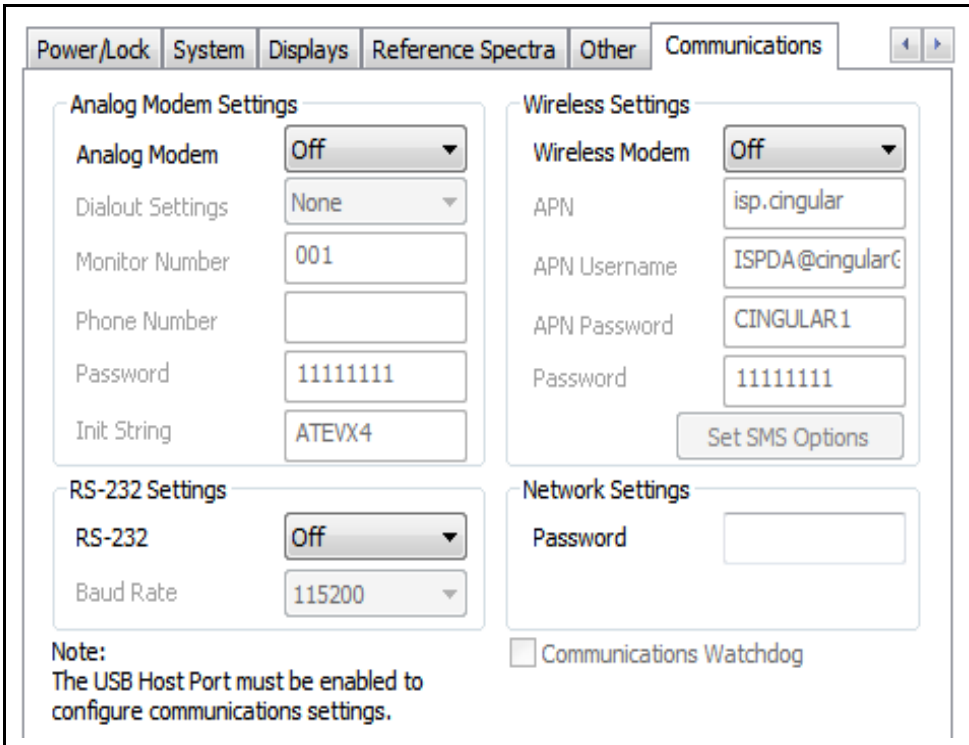 Power/Lock System Displays Reference Spectra Other Communications
Analog Modem Settings
Analog Modem Off
Dialout Settings None
Monitor Number 001
Phone Number
Password 11111111
Init String ATEVX4
Wireless Settings
Wireless Modem Off
APN isp.cingular
APN Username ISPDA@cingularG
APN Password CINGULAR1
Password 11111111
Set SMS Options
RS-232 Settings
RS-232 Off
Baud Rate 115200
Network Settings
Password
Note:
The USB Host Port must be enabled to
configure communications settings.
Communications Watchdog